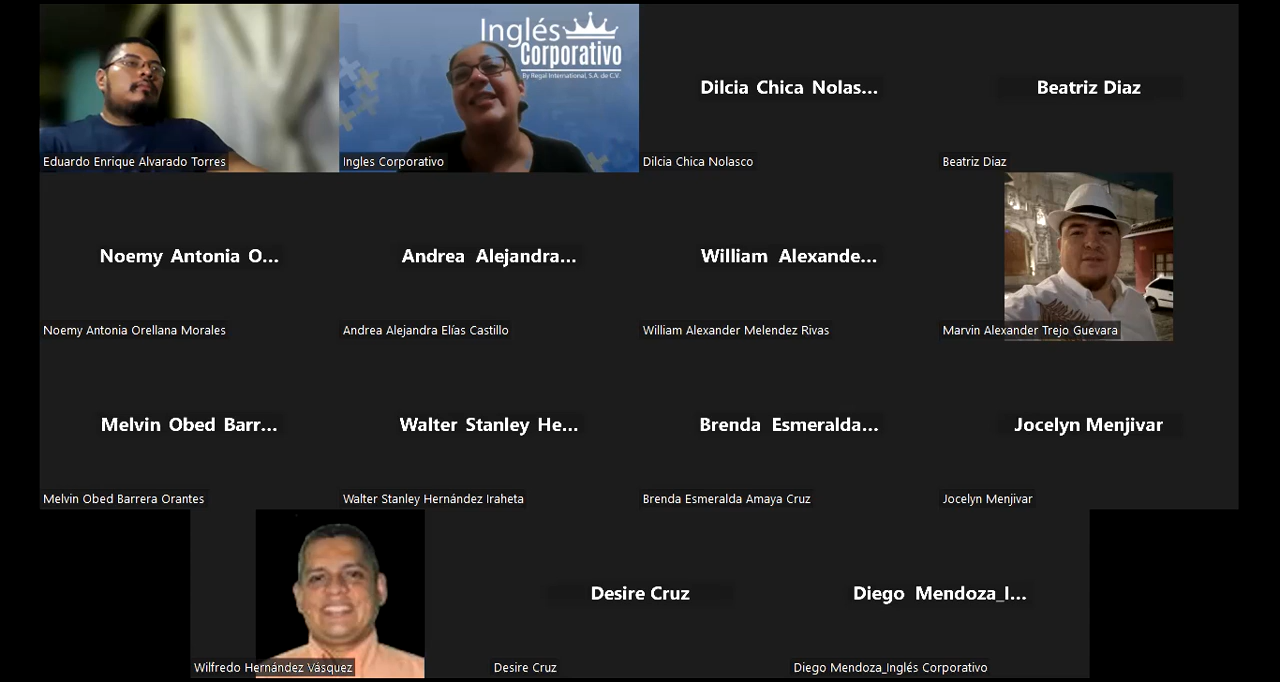 Inglés
Corporativo
By Regal International, S.A. de C.V.
Eduardo Enrique Alvarado Torres
Ingles Corporativo
Dilcia Chica Nolas...
Dilcia Chica Nolasco
Beatriz Diaz
Beatriz Diaz
Noemy Antonia O...
Noemy Antonia Orellana Morales
Andrea Alejandra...
Andrea Alejandra Elías Castillo
William Alexande...
William Alexander Melendez Rivas
Marvin Alexander Trejo Guevara
Melvin Obed Barr...
Melvin Obed Barrera Orantes
Walter Stanley He...
Walter Stanley Hernández Iraheta
Brenda Esmeralda...
Brenda Esmeralda Amaya Cruz
Jocelyn Menjivar
Jocelyn Menjivar
Wilfredo Hernández Vásquez
Desire Cruz
Desire Cruz
Diego Mendoza_I...
Diego Mendoza_Inglés Corporativo